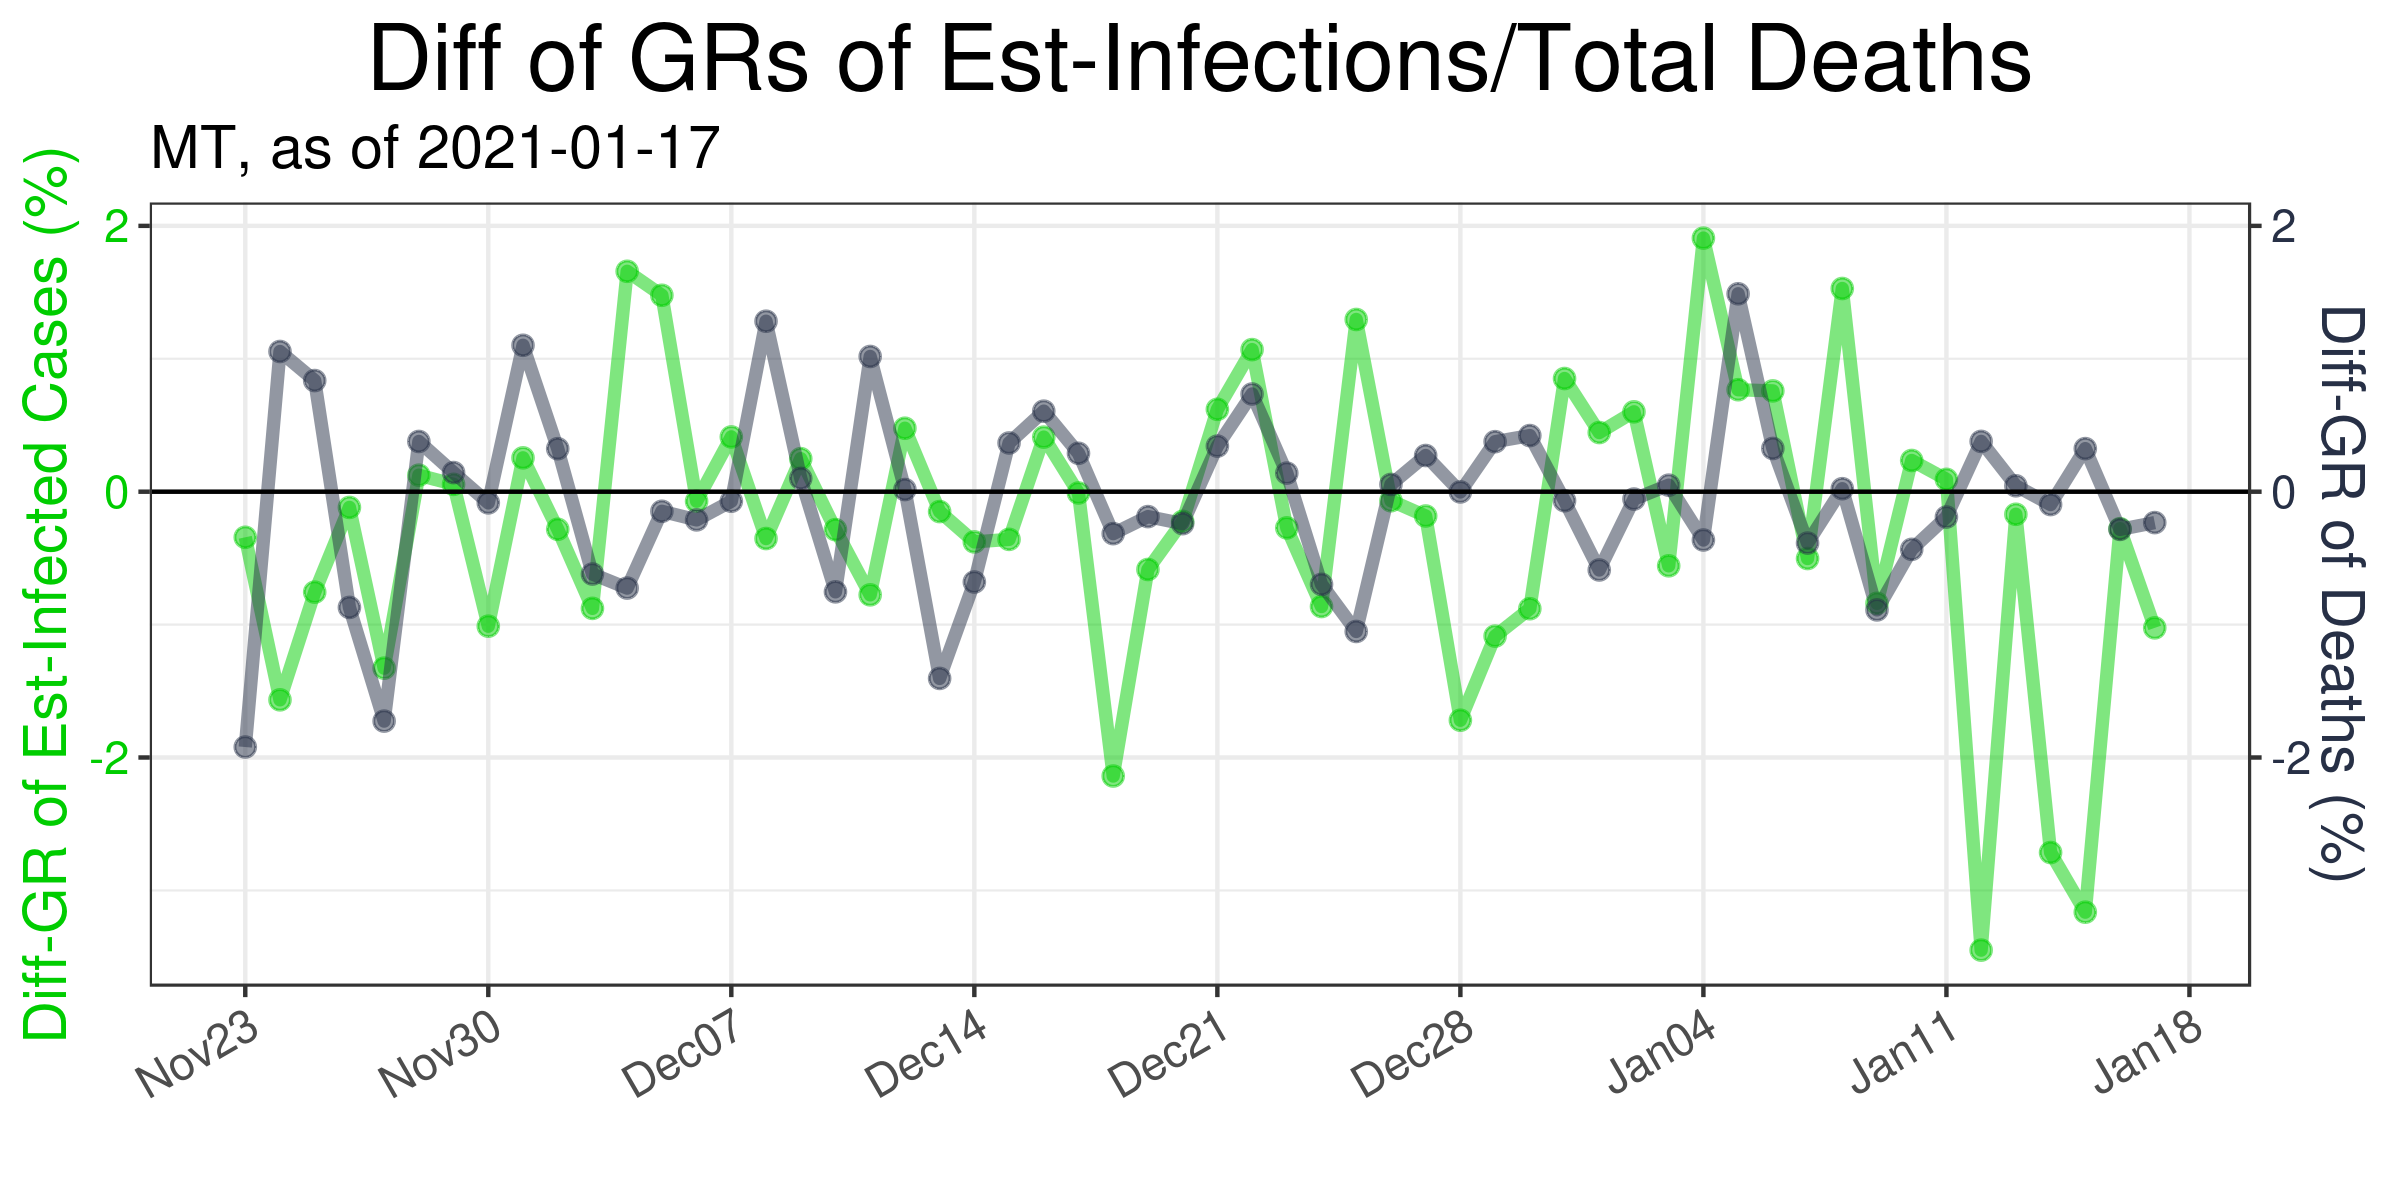 Diff of GRs of Est-Infections/Total Deaths
MT, as of 2021-01-17
Diff-GR of Est-Infected Cases (%)
2
0
-2
2
0
-2
Diff-GR of Deaths (%)
Nov23
Nov30
Dec07
Dec14
Dec21
Dec28
Jan04
Jan11
Jan18